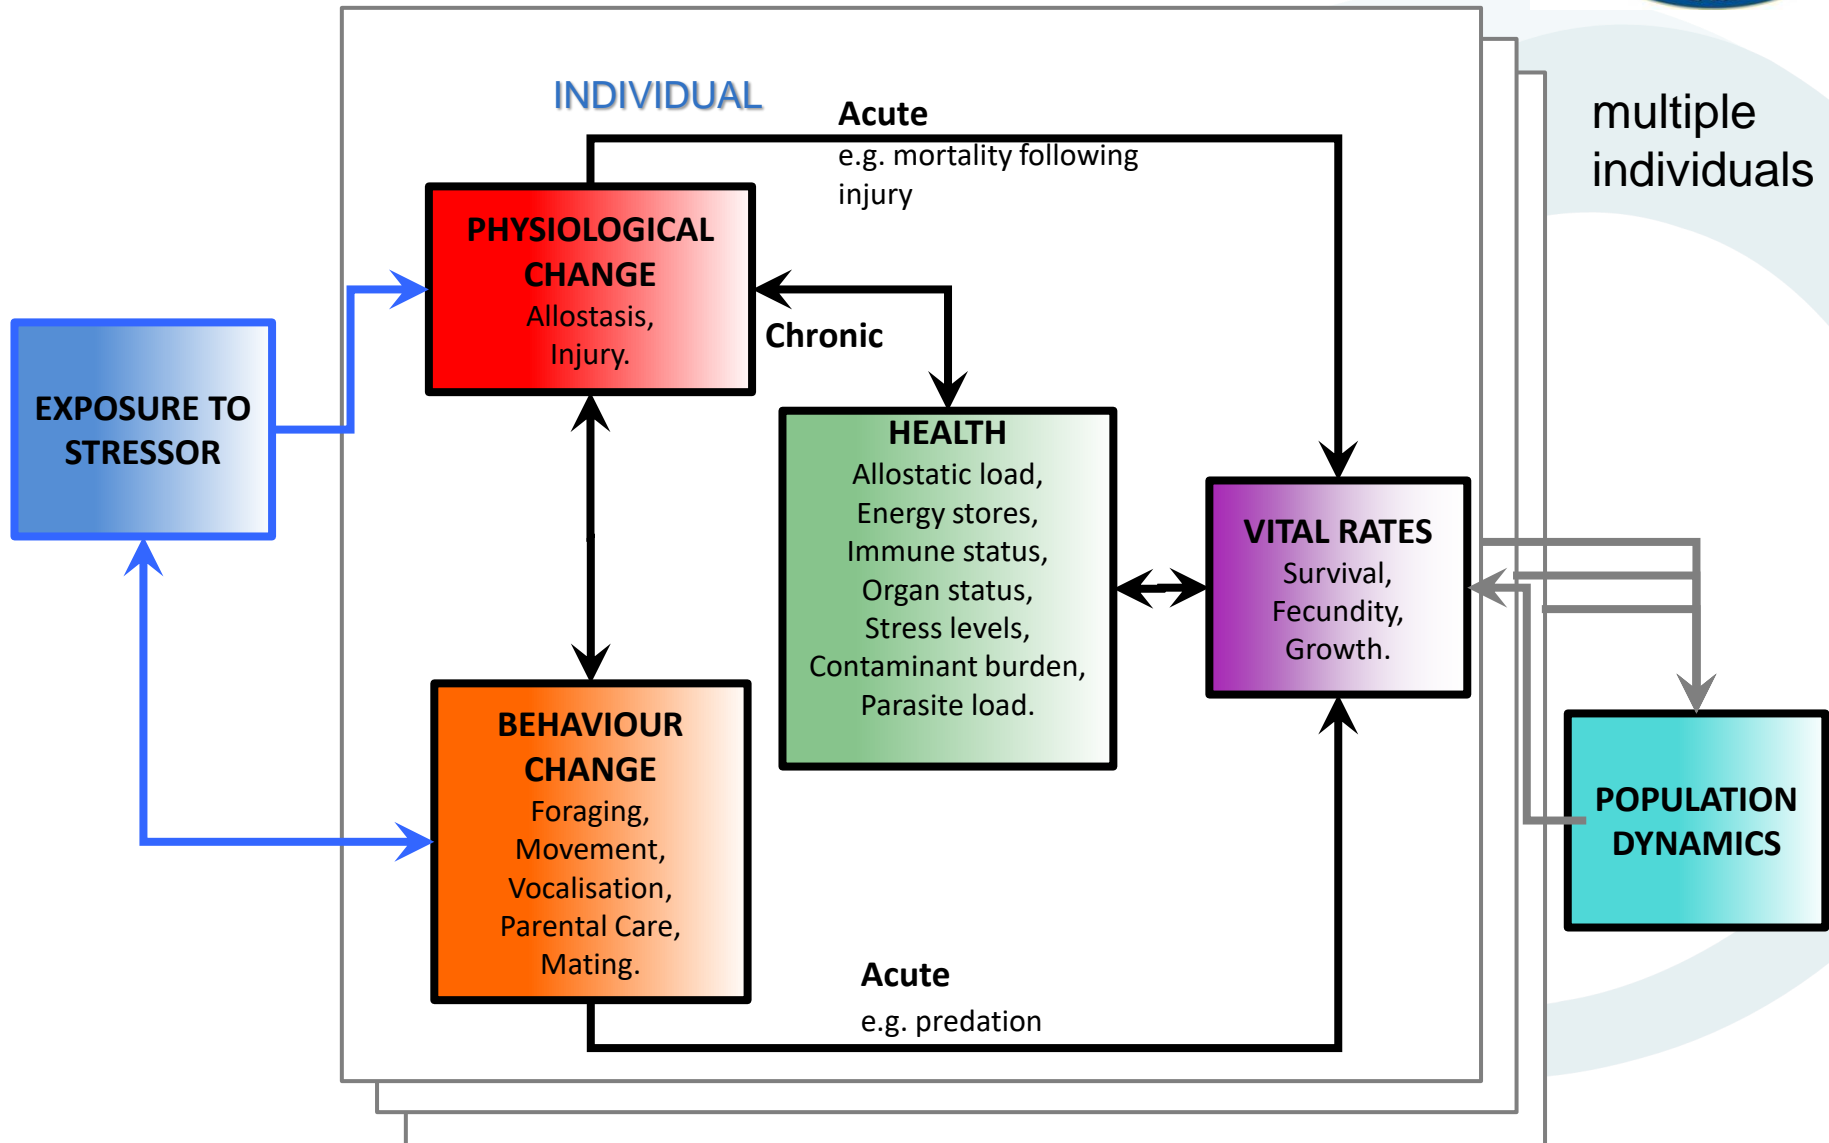 INDIVIDUAL
Acute
e.g. mortality following
injury
multiple
individuals
PHYSIOLOGICAL
CHANGE
Allostasis,
Injury.
Chronic
EXPOSURE TO
STRESSOR
HEALTH
Allostatic load,
Energy stores,
Immune status,
Organ status,
Stress levels,
Contaminant burden,
Parasite load.
VITAL RATES
Survival,
Fecundity,
Growth.
BEHAVIOUR
CHANGE
Foraging,
Movement,
Vocalisation,
Parental Care,
Mating.
POPULATION
DYNAMICS
Acute
e.g. predation